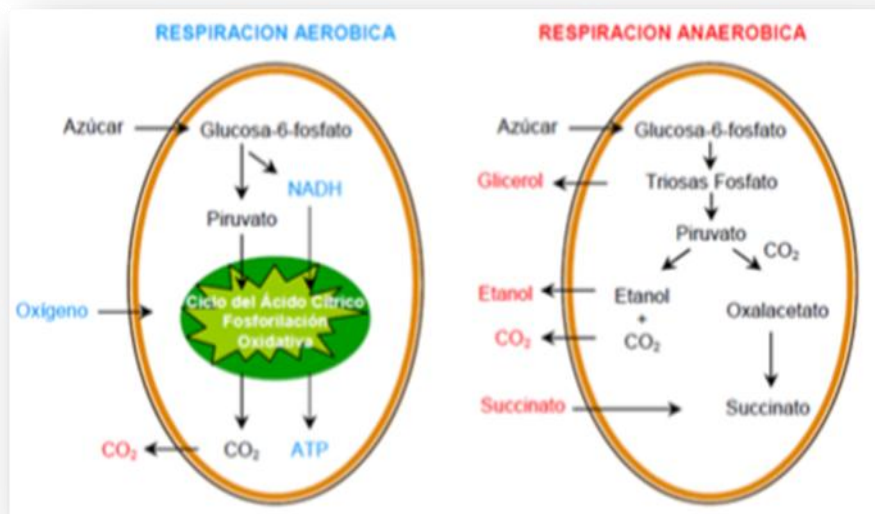 RESPIRACION AEROBICA
Azúcar
Glucosa-6-fosfato
NADH
Piruvato
Oxígeno
Ciclo del Ácido Cítrico
Fosforilación
Oxidativa
CO₂
CO₂
ATP
RESPIRACION ANAEROBICA
Azúcar
Glucosa-6-fosfato
Glicerol
Triosas Fosfato
Piruvato
CO₂
Etanol
Etanol
+
CO₂
CO₂
Oxalacetato
Succinato
Succinato